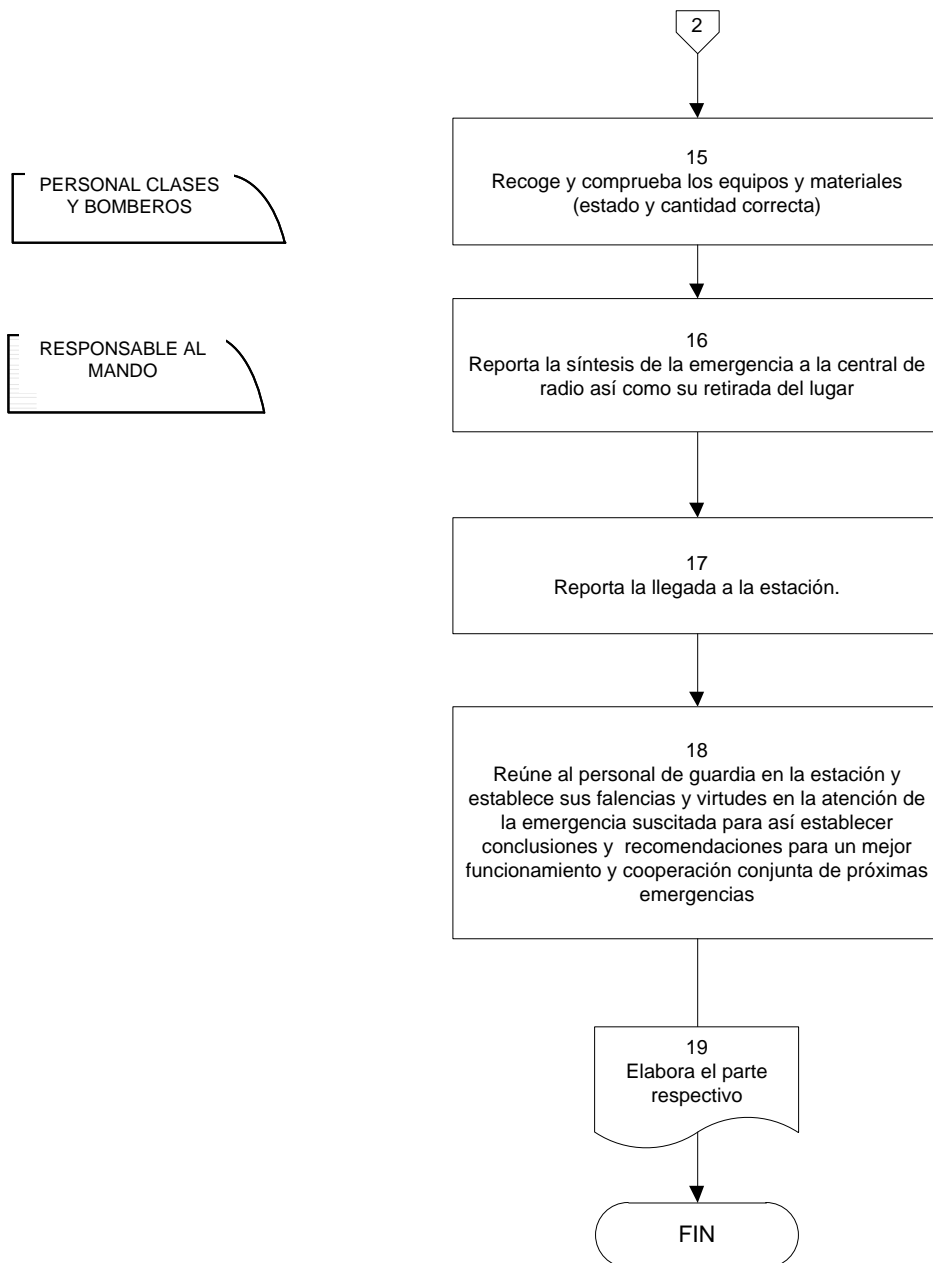 2
PERSONAL CLASES
Y BOMBEROS
15
Recoge y comprueba los equipos y materiales
(estado y cantidad correcta)
RESPONSABLE AL
MANDO
16
Reporta la síntesis de la emergencia a la central de
radio así como su retirada del lugar
17
Reporta la llegada a la estación.
18
Reúne al personal de guardia en la estación y
establece sus falencias y virtudes en la atención de
la emergencia suscitada para así establecer
conclusiones y recomendaciones para un mejor
funcionamiento y cooperación conjunta de próximas
emergencias
19
Elabora el parte
respectivo
FIN